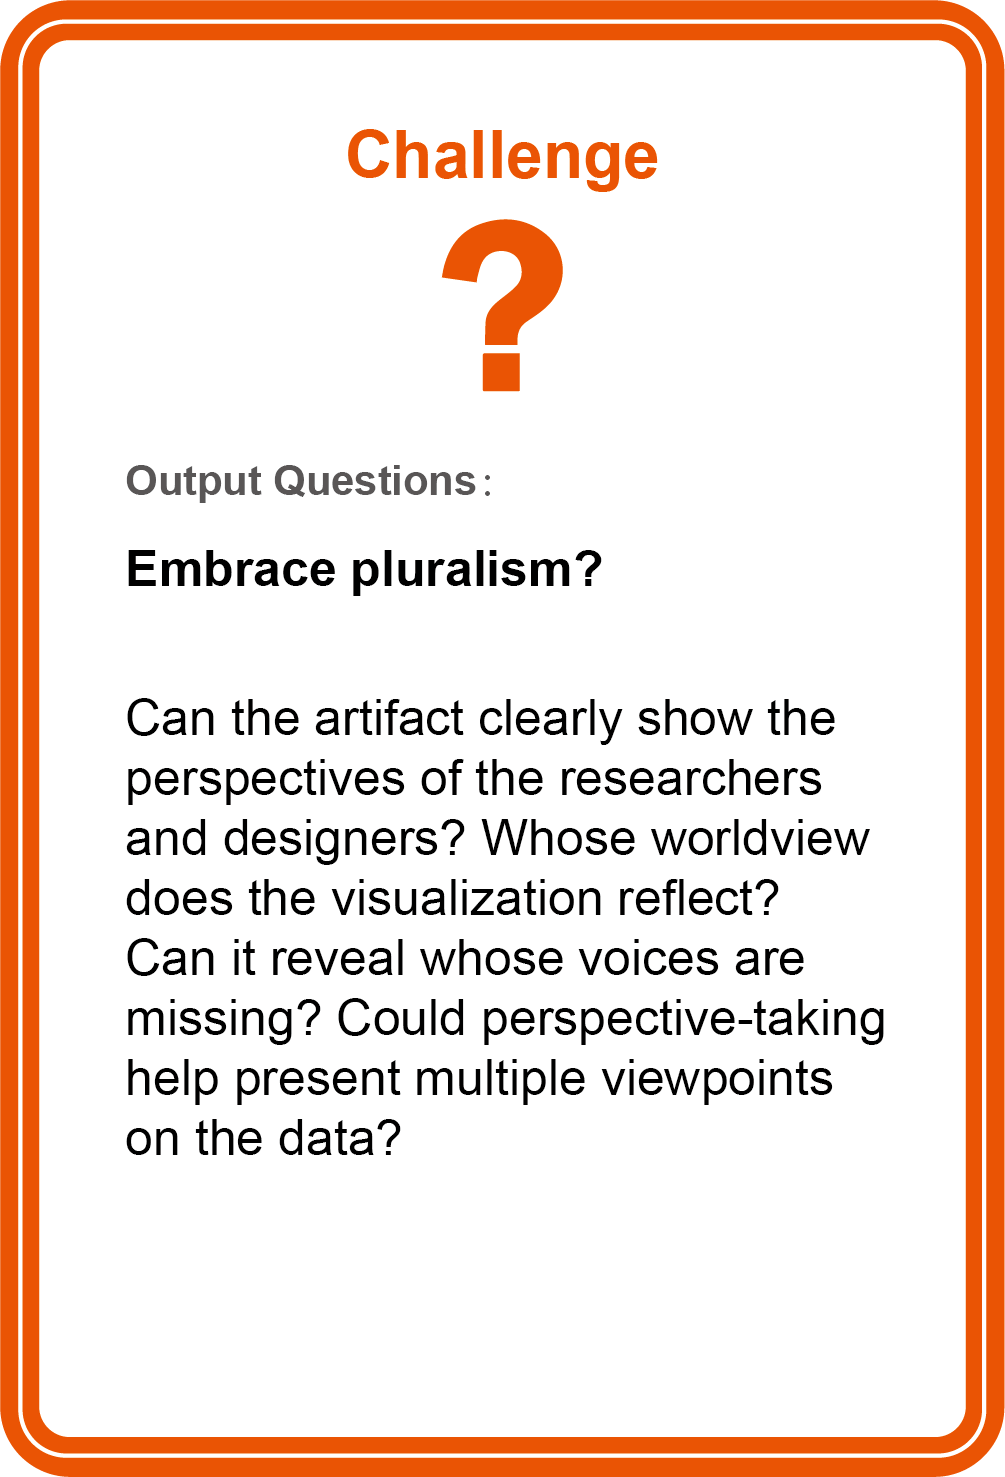 Challenge
?
Output Questions:
Embrace pluralism?
Can the artifact clearly show the
perspectives of the researchers
and designers? Whose worldview
does the visualization reflect?
Can it reveal whose voices are
missing? Could perspective-taking
help present multiple viewpoints
on the data?